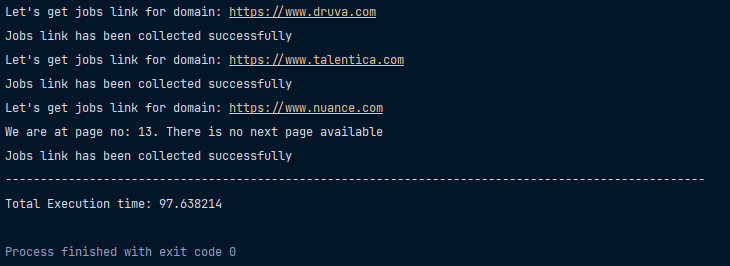 Let's get jobs link for domain: https://www.druva.com
Jobs link has been collected successfully
Let's get jobs link for domain: https://www.talentica.com
Jobs link has been collected successfully
Let's get jobs link for domain: https://www.nuance.com
We are at page no: 13. There is no next page available
Jobs link has been collected successfully
----------------------------------------------------------------------------------------------------
Total Execution time: 97.638214
Process finished with exit code 0